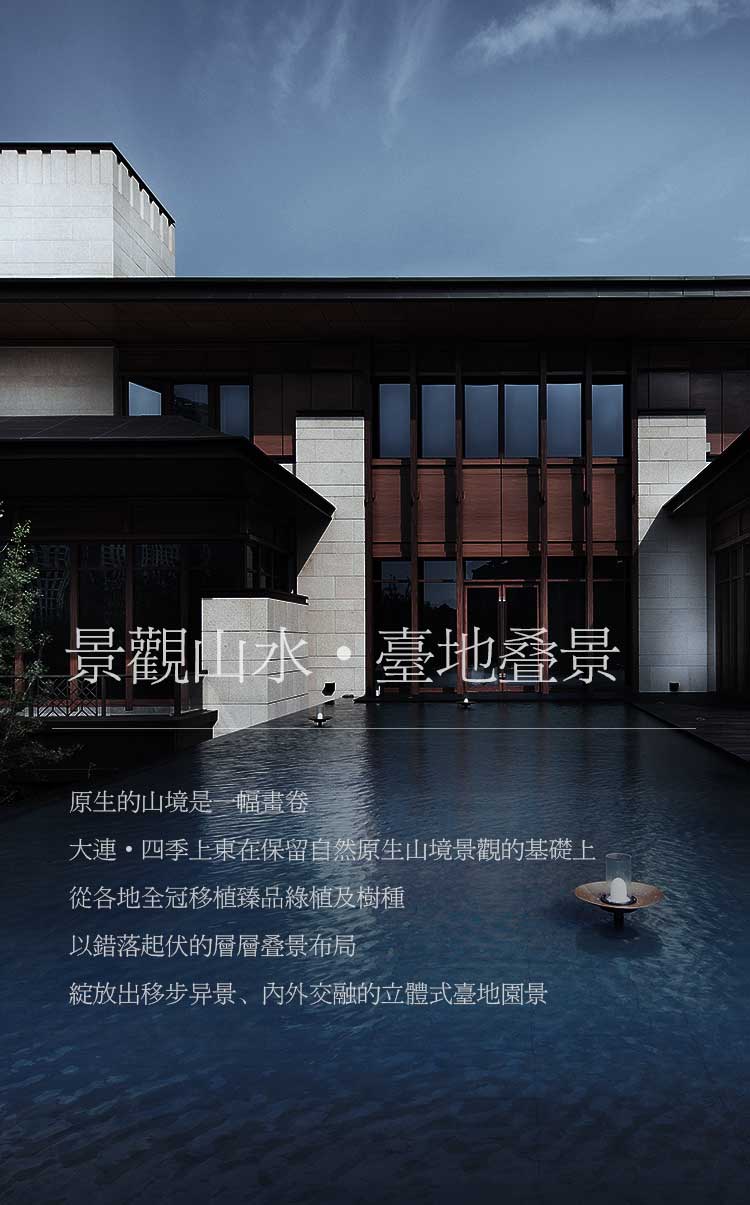 景觀山水·臺地叠景
原生的山境是一幅畫卷
大連·四季上東在保留自然原生山境景觀的基礎上
從各地全冠移植臻品綠植及樹種
以錯落起伏的層層叠景布局
綻放出移步异景、內外交融的立體式臺地園景